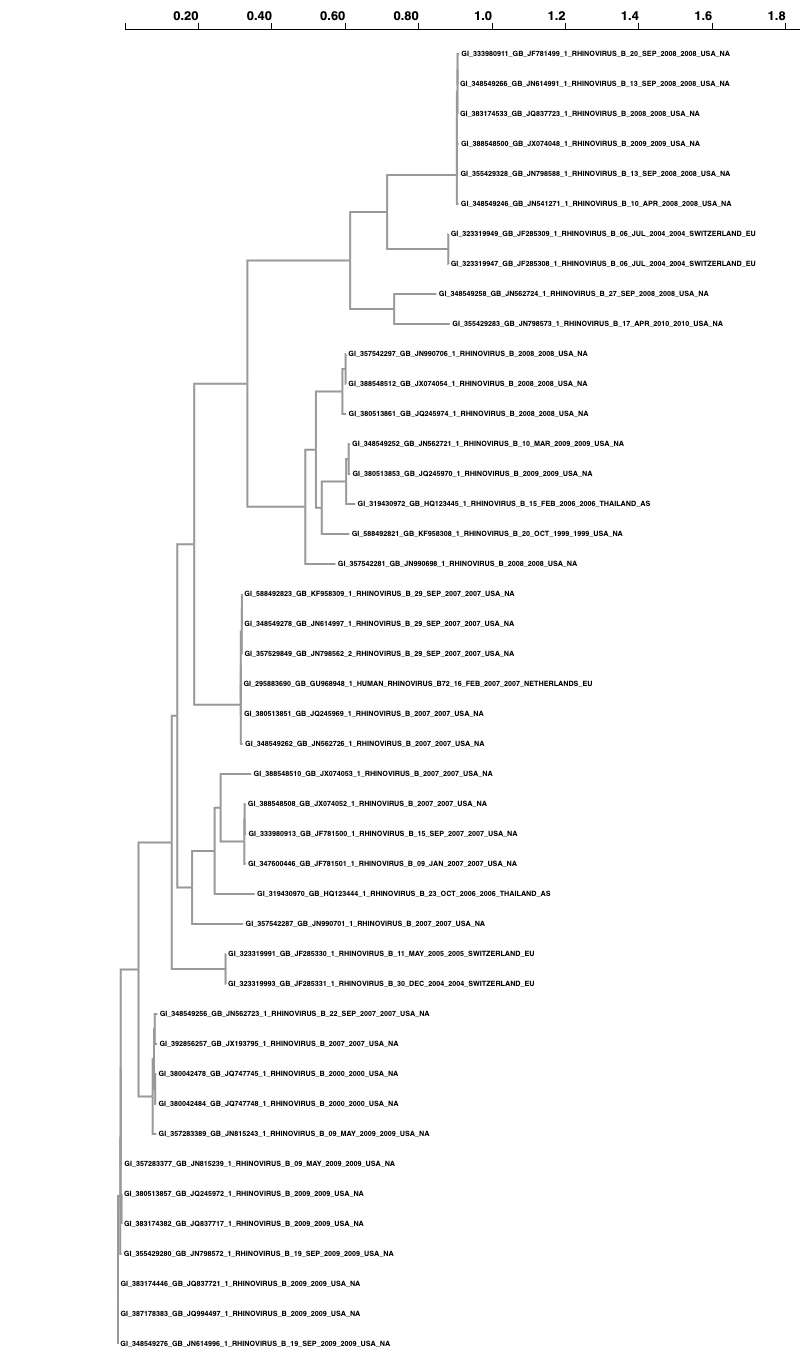 0.20 0.40 0.60 0.80 1.0 1.2 1.4 1.6 1.8
GI_333980911_GB_JF781499_1_RHINOVIRUS_B_20_SEP_2008_2008_USA_NA
GI_348549266_GB_JN614991_1_RHINOVIRUS_B_13_SEP_2008_2008_USA_NA
GI_383174533_GB_JQ837723_1_RHINOVIRUS_B_2008_2008_USA_NA
GI_388548500_GB_JX074048_1_RHINOVIRUS_B_2009_2009_USA_NA
GI_355429328_GB_JN798588_1_RHINOVIRUS_B_13_SEP_2008_2008_USA_NA
GI_348549246_GB_JN541271_1_RHINOVIRUS_B_10_APR_2008_2008_USA_NA
GI_323319949_GB_JF285309_1_RHINOVIRUS_B_06_JUL_2004_2004_SWITZERLAND_EU
GI_323319947_GB_JF285308_1_RHINOVIRUS_B_06_JUL_2004_2004_SWITZERLAND_EU
GI_348549258_GB_JN562724_1_RHINOVIRUS_B_27_SEP_2008_2008_USA_NA
GI_355429283_GB_JN798573_1_RHINOVIRUS_B_17_APR_2010_2010_USA_NA
GI_357542297_GB_JN990706_1_RHINOVIRUS_B_2008_2008_USA_NA
GI_388548512_GB_JX074054_1_RHINOVIRUS_B_2008_2008_USA_NA
GI_380513861_GB_JQ245974_1_RHINOVIRUS_B_2008_2008_USA_NA
GI_348549252_GB_JN562721_1_RHINOVIRUS_B_10_MAR_2009_2009_USA_NA
GI_380513853_GB_JQ245970_1_RHINOVIRUS_B_2009_2009_USA_NA
GI_319430972_GB_HQ123445_1_RHINOVIRUS_B_15_FEB_2006_2006_THAILAND_AS
GI_588492821_GB_KF958308_1_RHINOVIRUS_B_20_OCT_1999_1999_USA_NA
GI_357542281_GB_JN990698_1_RHINOVIRUS_B_2008_2008_USA_NA
GI_588492823_GB_KF958309_1_RHINOVIRUS_B_29_SEP_2007_2007_USA_NA
GI_348549278_GB_JN614997_1_RHINOVIRUS_B_29_SEP_2007_2007_USA_NA
GI_357529849_GB_JN798562_2_RHINOVIRUS_B_29_SEP_2007_2007_USA_NA
GI_295883690_GB_GU968948_1_HUMAN_RHINOVIRUS_B72_16_FEB_2007_2007_NETHERLANDS_EU
GI_380513851_GB_JQ245969_1_RHINOVIRUS_B_2007_2007_USA_NA
GI_348549262_GB_JN562726_1_RHINOVIRUS_B_2007_2007_USA_NA
GI_388548510_GB_JX074053_1_RHINOVIRUS_B_2007_2007_USA_NA
GI_388548508_GB_JX074052_1_RHINOVIRUS_B_2007_2007_USA_NA
GI_333980913_GB_JF781500_1_RHINOVIRUS_B_15_SEP_2007_2007_USA_NA
GI_347600446_GB_JF781501_1_RHINOVIRUS_B_09_JAN_2007_2007_USA_NA
GI_319430970_GB_HQ123444_1_RHINOVIRUS_B_23_OCT_2006_2006_THAILAND_AS
GI_357542287_GB_JN990701_1_RHINOVIRUS_B_2007_2007_USA_NA
GI_323319991_GB_JF285330_1_RHINOVIRUS_B_11_MAY_2005_2005_SWITZERLAND_EU
GI_323319993_GB_JF285331_1_RHINOVIRUS_B_30_DEC_2004_2004_SWITZERLAND_EU
GI_348549256_GB_JN562723_1_RHINOVIRUS_B_22_SEP_2007_2007_USA_NA
GI_392856257_GB_JX193795_1_RHINOVIRUS_B_2007_2007_USA_NA
GI_380042478_GB_JQ747745_1_RHINOVIRUS_B_2000_2000_USA_NA
GI_380042484_GB_JQ747748_1_RHINOVIRUS_B_2000_2000_USA_NA
GI_357283389_GB_JN815243_1_RHINOVIRUS_B_09_MAY_2009_2009_USA_NA
GI_357283377_GB_JN815239_1_RHINOVIRUS_B_09_MAY_2009_2009_USA_NA
GI_380513857_GB_JQ245972_1_RHINOVIRUS_B_2009_2009_USA_NA
GI_383174382_GB_JQ837717_1_RHINOVIRUS_B_2009_2009_USA_NA
GI_355429280_GB_JN798572_1_RHINOVIRUS_B_19_SEP_2009_2009_USA_NA
GI_383174446_GB_JQ837721_1_RHINOVIRUS_B_2009_2009_USA_NA
GI_387178383_GB_JQ994497_1_RHINOVIRUS_B_2009_2009_USA_NA
GI_348549276_GB_JN614996_1_RHINOVIRUS_B_19_SEP_2009_2009_USA_NA